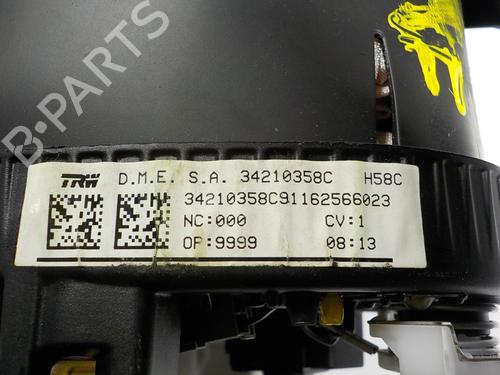 B-PARTS
TRW D.M.E. S.A. 34210358C H58C
34210358C91162566023
NC:000 CV:1
OP:9999 08:13